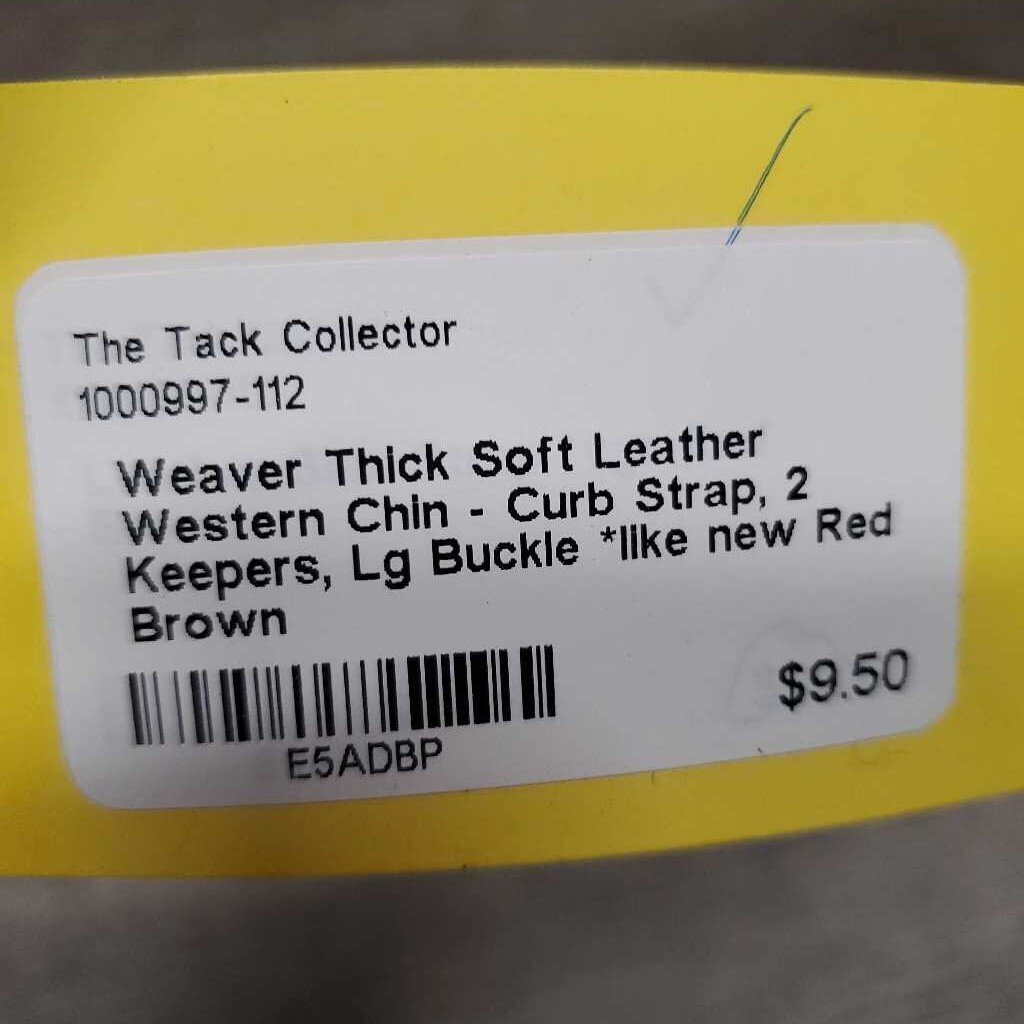 The Tack Collector
1000997-112
Weaver Thick Soft Leather
Western Chin - Curb Strap, 2
Keepers, Lg Buckle *like new Red
Brown
$9.50
E5ADBP